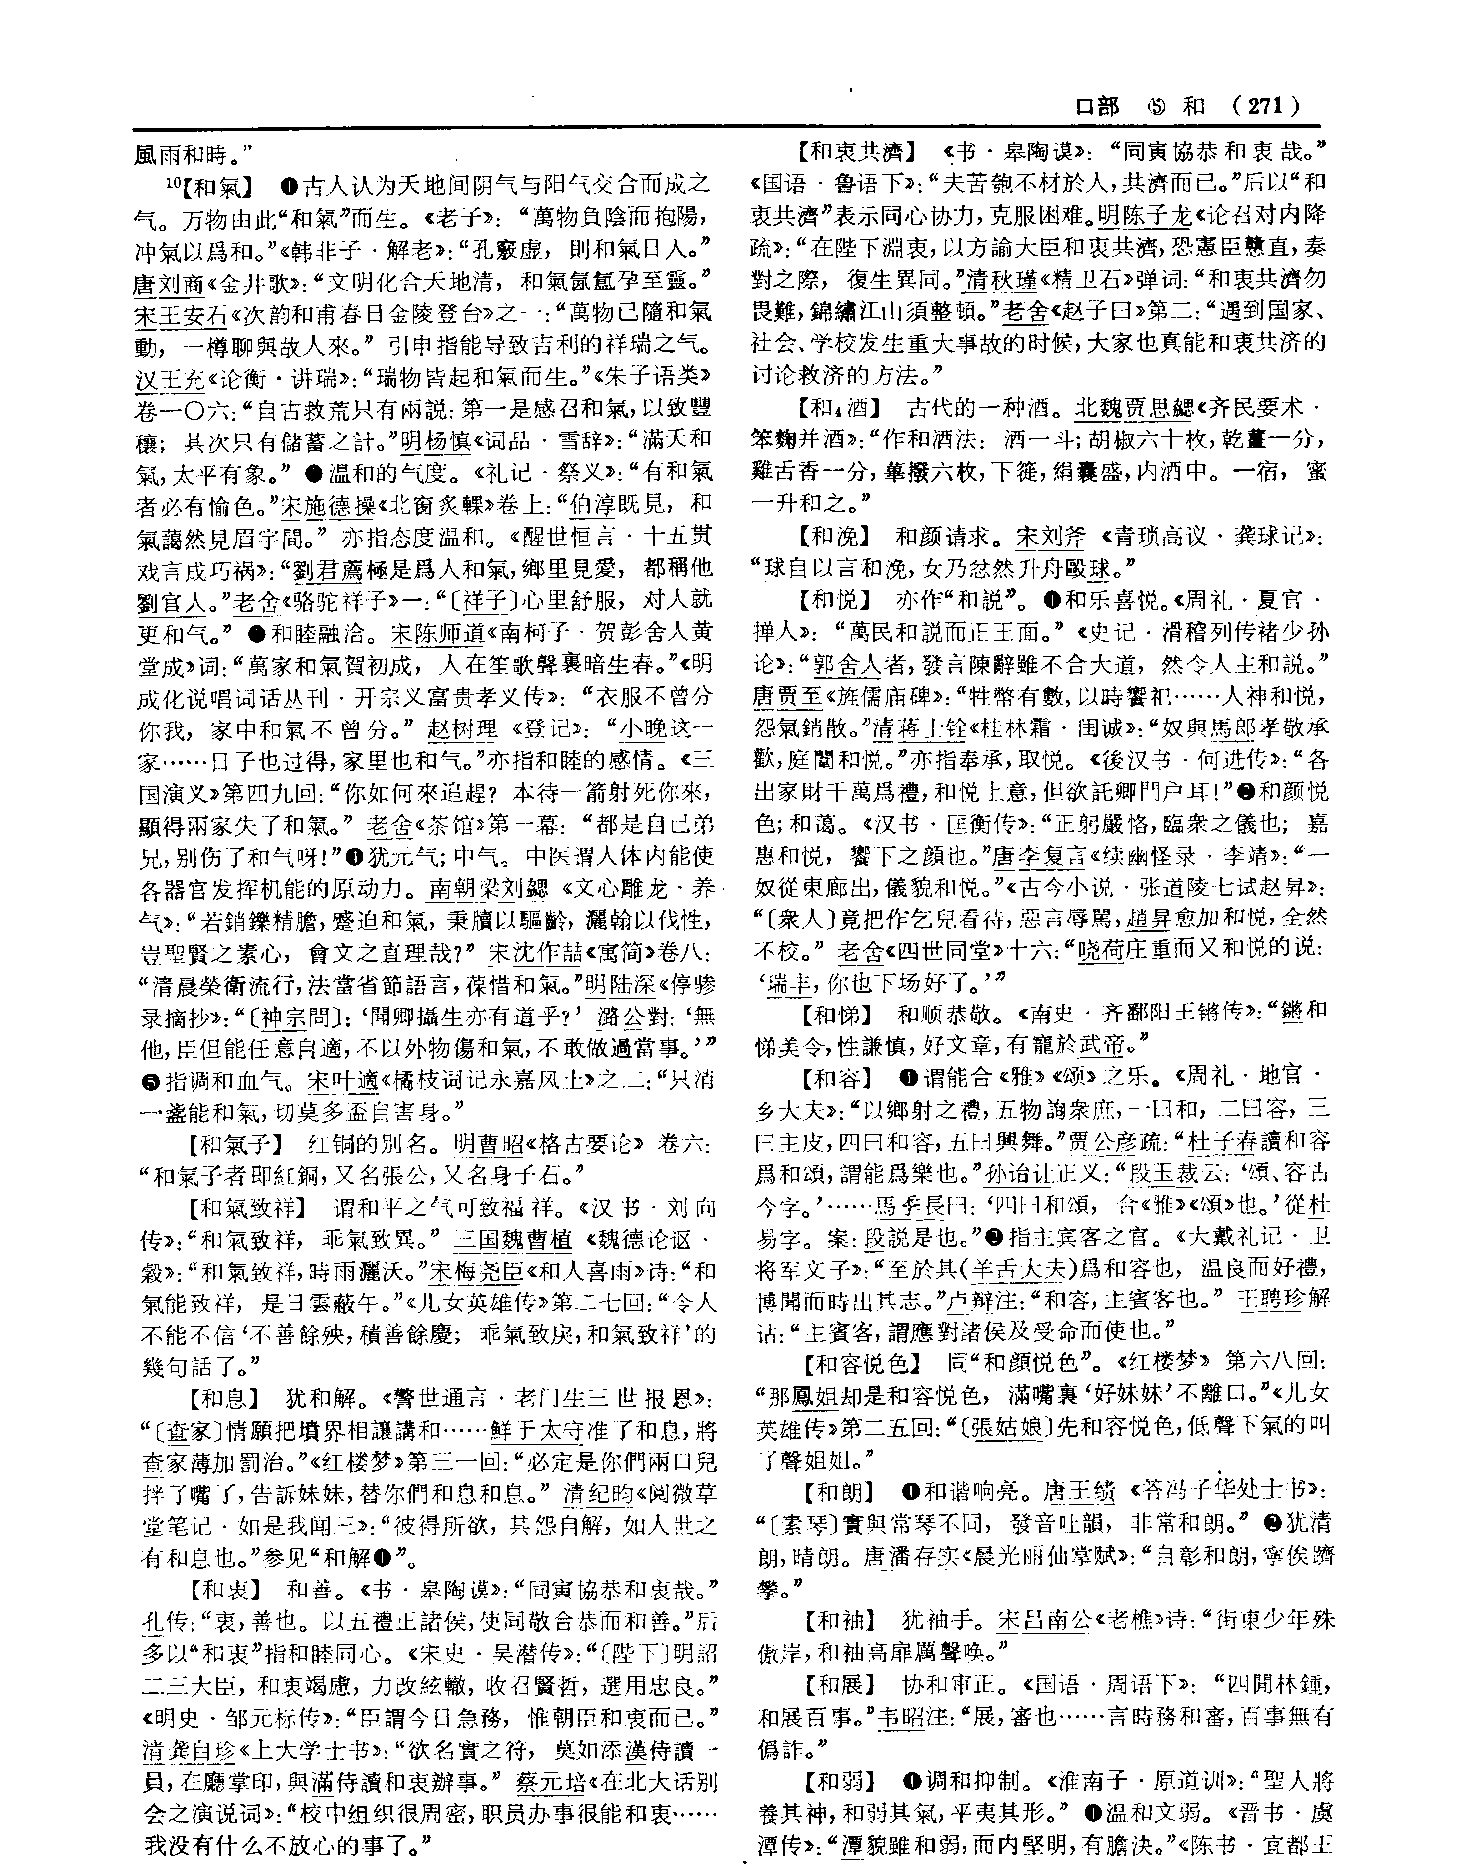 口部 ⑤ 和 (271)
風雨和時。”
¹⁰【和氣】 ❶古人认为天地间阴气与阳气交合而成之
气。万物由此“和氣”而生。《老子》：“萬物負陰而抱陽，
冲氣以爲和。”《韩非子·解老》：“孔竅虚，則和氣日入。”
唐刘商《金井歌》：“文明化合天地清，和氣氤氲孕至靈。”
宋王安石《次韵和甫春日金陵登台》之一：“萬物已隨和氣
動，一樽聊與故人來。” 引申指能导致吉利的祥瑞之气。
汉王充《论衡·讲瑞》：“瑞物皆起和氣而生。”《朱子语类》
卷一〇六：“自古救荒只有兩説：第一是感召和氣，以致豐
穰；其次只有儲蓄之計。”明杨慎《词品·雪辞》：“滿天和
氣，太平有象。” ❷温和的气度。《礼记·祭义》：“有和氣
者必有愉色。”宋施德操《北窗炙輠》卷上：“伯淳既見，和
氣藹然見眉宇間。” 亦指态度温和。《醒世恒言·十五贯
戏言成巧祸》：“劉君薦極是爲人和氣，鄉里見愛，都稱他
劉官人。”老舍《骆驼祥子》一：“〔祥子〕心里舒服，对人就
更和气。” ❸和睦融洽。宋陈师道《南柯子·贺彭舍人黄
堂成》词：“萬家和氣賀初成，人在笙歌聲裏暗生春。”《明
成化说唱词话丛刊·开宗义富贵孝义传》：“衣服不曾分
你我，家中和氣不曾分。” 赵树理《登记》：“小晚这一
家……日子也过得，家里也和气。”亦指和睦的感情。《三
国演义》第四九回：“你如何來追趕？本待一箭射死你來，
顯得兩家失了和氣。” 老舍《茶馆》第一幕：“都是自己弟
兄，别伤了和气呀！”❹犹元气；中气。中医谓人体内能使
各器官发挥机能的原动力。南朝梁刘勰《文心雕龙·养
气》：“若銷鑠精膽，蹙迫和氣，秉牘以驅齡，灑翰以伐性，
豈聖賢之素心，會文之直理哉？” 宋沈作喆《寓简》卷八：
“清晨榮衛流行，法當省節語言，葆惜和氣。”明陆深《停骖
录摘抄》：“〔神宗問〕：‘聞卿攝生亦有道乎？’ 潞公對：‘無
他，臣但能任意自適，不以外物傷和氣，不敢做過當事。’”
❺指调和血气。宋叶適《橘枝词记永嘉风土》之二：“只消
一盞能和氣，切莫多盃自害身。”
【和氣子】 红铜的别名。明曹昭《格古要论》卷六：
“和氣子者即紅銅，又名張公，又名身子石。”
【和氣致祥】 谓和平之气可致福祥。《汉书·刘向
传》：“和氣致祥，乖氣致異。” 三国魏曹植《魏德论讴·
穀》：“和氣致祥，時雨灑沃。”宋梅尧臣《和人喜雨》诗：“和
氣能致祥，是日雲蔽午。”《儿女英雄传》第二七回：“令人
不能不信‘不善餘殃，積善餘慶；乖氣致戾，和氣致祥’的
幾句話了。”
【和息】 犹和解。《警世通言·老门生三世报恩》：
“〔查家〕情願把墳界相讓講和……鮮于太守准了和息，將
查家薄加罰治。”《红楼梦》第三一回：“必定是你們兩口兒
拌了嘴了，告訴妹妹，替你們和息和息。” 清纪昀《阅微草
堂笔记·如是我闻三》：“彼得所欲，其怨自解，如人世之
有和息也。”参见“和解❶”。
【和衷】 和善。《书·皋陶谟》：“同寅協恭和衷哉。”
孔传：“衷，善也。以五禮正諸侯，使同敬合恭而和善。”后
多以“和衷”指和睦同心。《宋史·吴潜传》：“〔陛下〕明詔
二三大臣，和衷竭慮，力改絃轍，收召賢哲，選用忠良。”
《明史·邹元标传》：“臣謂今日急務，惟朝臣和衷而已。”
清龚自珍《上大学士书》：“欲名實之符，莫如添漢侍讀一
員，在廳掌印，與滿侍讀和衷辦事。” 蔡元培《在北大话别
会之演说词》：“校中组织很周密，职员办事很能和衷……
我没有什么不放心的事了。”
【和衷共濟】 《书·皋陶谟》：“同寅協恭和衷哉。”
《国语·鲁语下》：“夫苦匏不材於人，共濟而已。”后以“和
衷共濟”表示同心协力，克服困难。明陈子龙《论召对内降
疏》：“在陛下淵衷，以方諭大臣和衷共濟，恐憲臣戇直，奏
對之際，復生異同。”清秋瑾《精卫石》弹词：“和衷共濟勿
畏難，錦繡江山須整頓。”老舍《赵子曰》第二：“遇到国家、
社会、学校发生重大事故的时候，大家也真能和衷共济的
讨论救济的方法。”
【和₄酒】 古代的一种酒。北魏贾思勰《齐民要术·
笨麴并酒》：“作和酒法：酒一斗；胡椒六十枚，乾薑一分，
雞舌香一分，蓽撥六枚，下簁，絹囊盛，内酒中。一宿，蜜
一升和之。”
【和浼】 和颜请求。宋刘斧《青琐高议·龚球记》：
“球自以言和浼，女乃忿然升舟毆球。”
【和悦】 亦作“和説”。❶和乐喜悦。《周礼·夏官·
撢人》：“萬民和説而正王面。”《史记·滑稽列传褚少孙
论》：“郭舍人者，發言陳辭雖不合大道，然令人主和説。”
唐贾至《旌儒庙碑》：“牲幣有數，以時饗祀……人神和悦，
怨氣銷散。”清蒋士铨《桂林霜·闺诫》：“奴與馬郎孝敬承
歡，庭闈和悦。”亦指奉承，取悦。《後汉书·何进传》：“各
出家財千萬爲禮，和悦上意，但欲託卿門户耳！”❷和颜悦
色；和蔼。《汉书·匡衡传》：“正躬嚴恪，臨衆之儀也；嘉
惠和悦，饗下之顔也。”唐李复言《续幽怪录·李靖》：“一
奴從東廊出，儀貌和悦。”《古今小说·张道陵七试赵昇》：
“〔衆人〕竟把作乞兒看待，惡言辱駡，趙昇愈加和悦，全然
不校。” 老舍《四世同堂》十六：“晓荷庄重而又和悦的说：
‘瑞丰，你也下场好了。’”
【和悌】 和顺恭敬。《南史·齐鄱阳王锵传》：“鏘和
悌美令，性謙慎，好文章，有寵於武帝。”
【和容】 ❶谓能合《雅》《颂》之乐。《周礼·地官·
乡大夫》：“以鄉射之禮，五物詢衆庶，一曰和，二曰容，三
曰主皮，四曰和容，五曰興舞。”贾公彦疏：“杜子春讀和容
爲和頌，謂能爲樂也。”孙诒让正义：“段玉裁云：‘頌、容古
今字。’……馬季長曰：‘四曰和頌，合《雅》《頌》也。’從杜
易字。案：段説是也。”❷指主宾客之官。《大戴礼记·卫
将军文子》：“至於其(羊舌大夫)爲和容也，温良而好禮，
博聞而時出其志。”卢辩注：“和容，主賓客也。” 王聘珍解
诂：“主賓客，謂應對諸侯及受命而使也。”
【和容悦色】 同“和顔悦色”。《红楼梦》第六八回：
“那鳳姐却是和容悦色，滿嘴裏‘好妹妹’不離口。”《儿女
英雄传》第二五回：“〔張姑娘〕先和容悦色，低聲下氣的叫
了聲姐姐。”
【和朗】 ❶和谐响亮。唐王绩《答冯子华处士书》：
“〔素琴〕實與常琴不同，發音吐韻，非常和朗。” ❷犹清
朗，晴朗。唐潘存实《晨光丽仙掌赋》：“自彰和朗，寧俟躋
攀。”
【和袖】 犹袖手。宋吕南公《老樵》诗：“街東少年殊
傲岸，和袖高扉厲聲唤。”
【和展】 协和审正。《国语·周语下》：“四閒林鍾，
和展百事。”韦昭注：“展，審也……言時務和審，百事無有
僞詐。”
【和弱】 ❶调和抑制。《淮南子·原道训》：“聖人將
養其神，和弱其氣，平夷其形。” ❷温和文弱。《晋书·虞
潭传》：“潭貌雖和弱，而内堅明，有膽決。”《陈书·宜都王